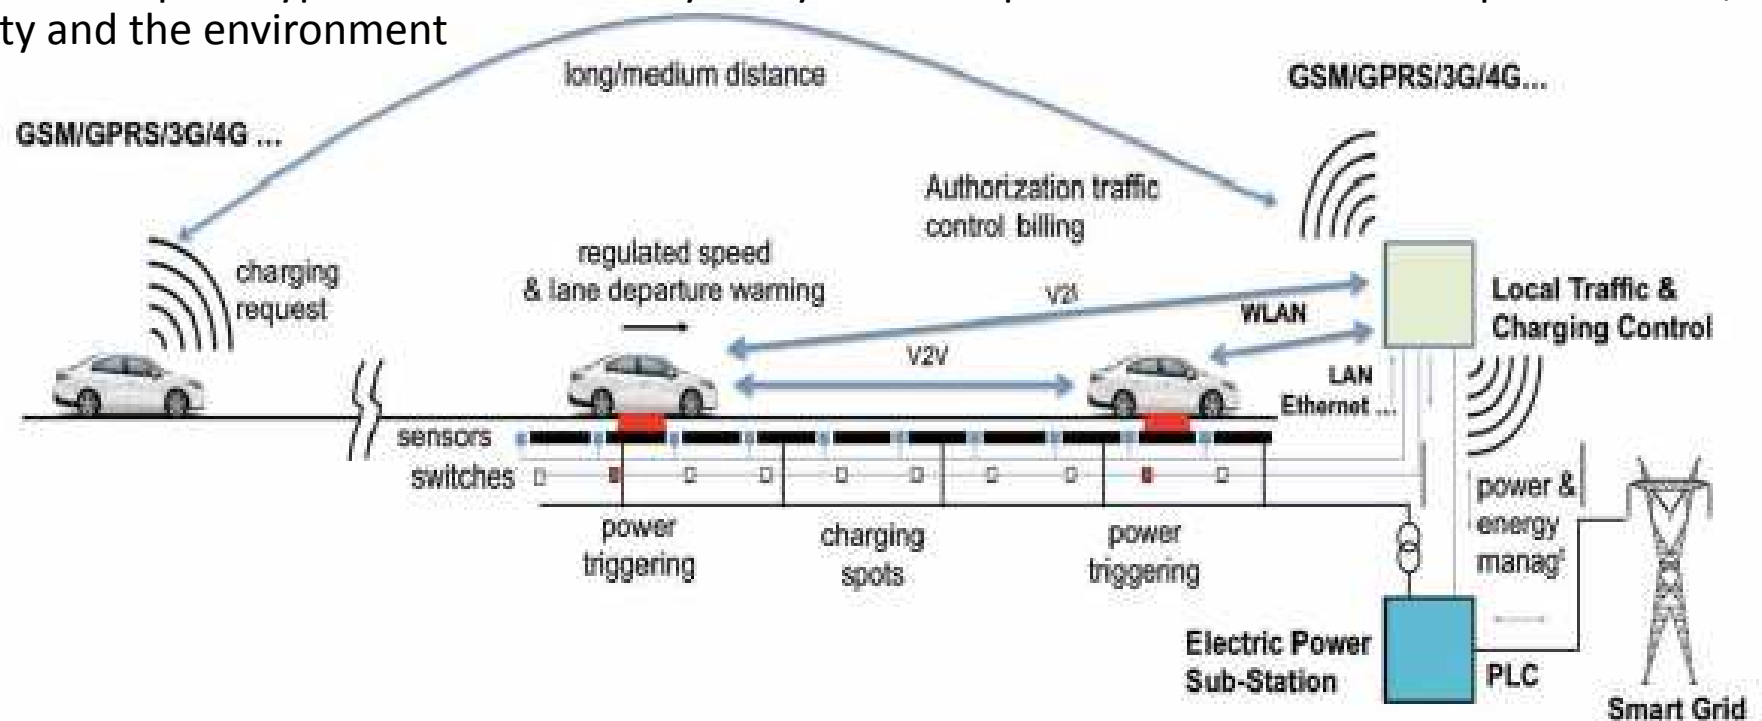 ty and the environment
long/medium distance
GSM/GPRS/3G/4G...
GSM/GPRS/3G/4G ...
Authorization traffic
control billing
regulated speed
& lane departure warning
charging
request
V2I
WLAN
Local Traffic &
Charging Control
V2V
LAN
Ethernet ...
sensors
switches
power &
energy
manag
power
triggering
charging
spots
power
triggering
Electric Power
Sub-Station
PLC
Smart Grid